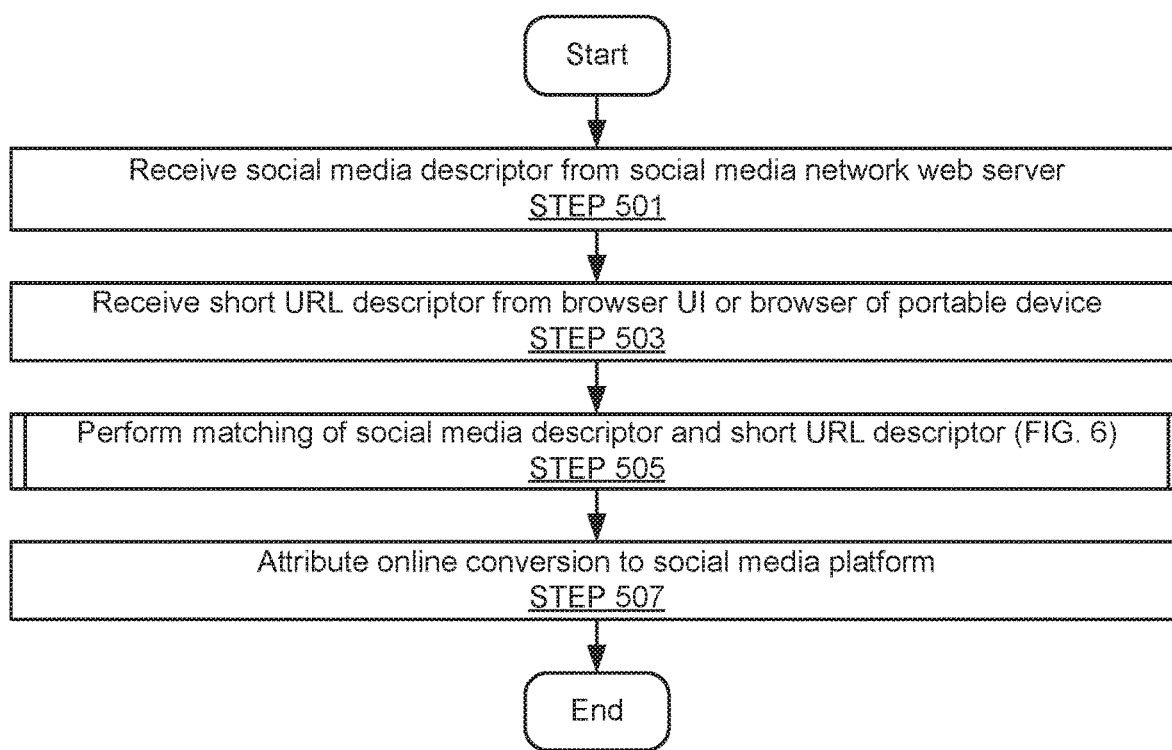 Start
Receive social media descriptor from social media network web server
STEP 501
Receive short URL descriptor from browser UI or browser of portable device
STEP 503
Perform matching of social media descriptor and short URL descriptor (FIG. 6)
STEP 505
Attribute online conversion to social media platform
STEP 507
End